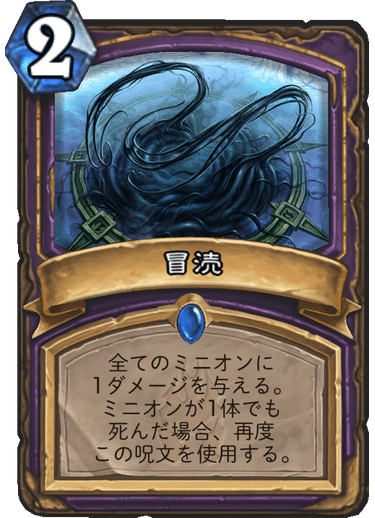 2
冒涜
全てのミニオンに
1ダメージを与える。
ミニオンが1体でも
死んだ場合、再度
この呪文を使用する。